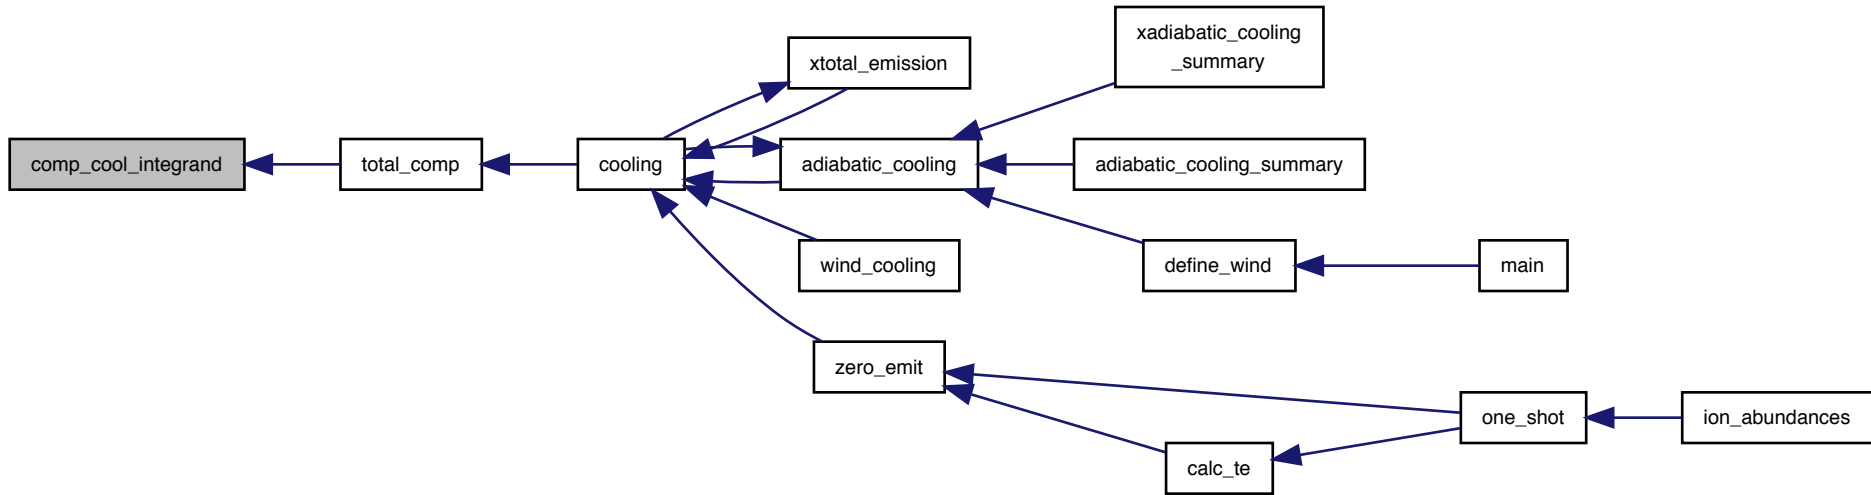 xadiabatic_cooling
_summary
xtotal_emission
comp_cool_integrand
total_comp
cooling
adiabatic_cooling
adiabatic_cooling_summary
wind_cooling
define_wind
main
zero_emit
one_shot
ion_abundances
calc_te